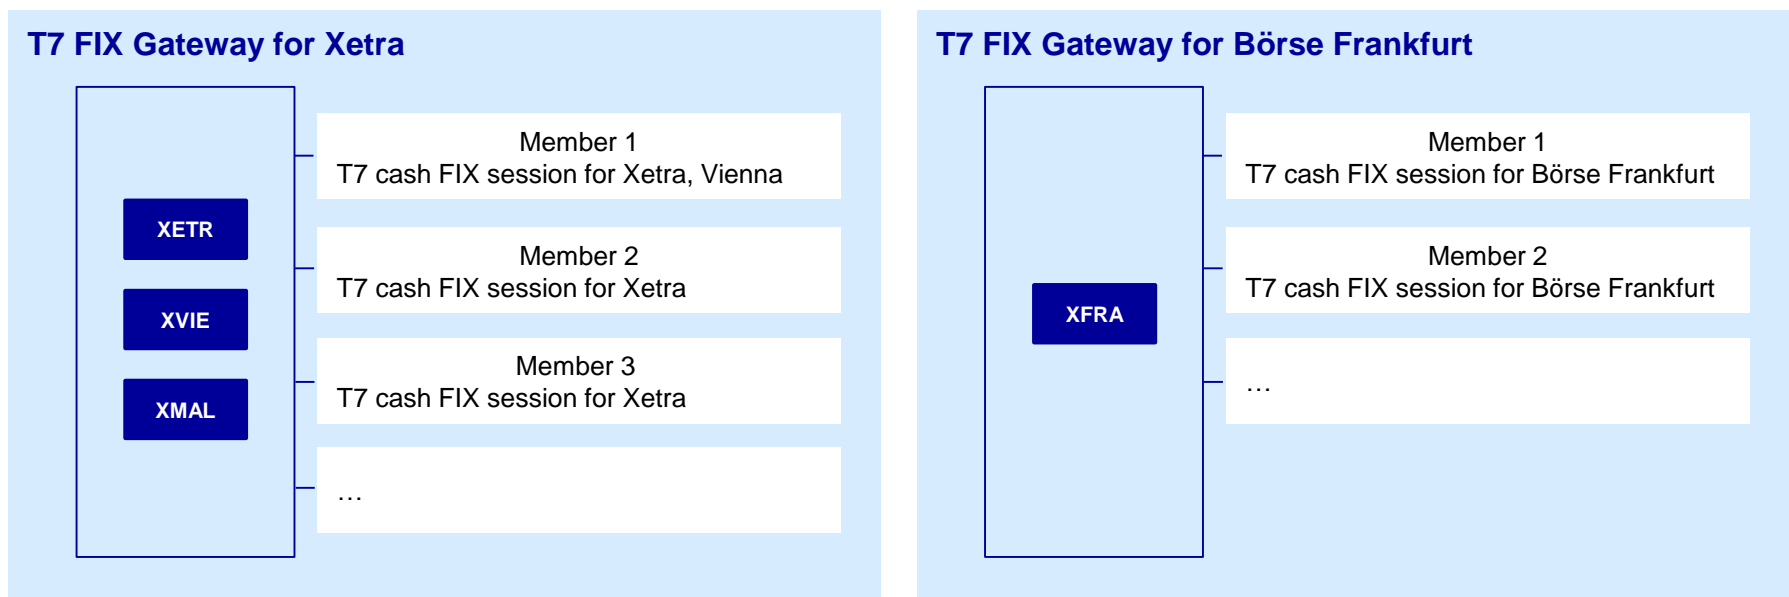 T7 FIX Gateway for Xetra
XETR
XVIE
XMAL
Member 1
T7 cash FIX session for Xetra, Vienna
Member 2
T7 cash FIX session for Xetra
Member 3
T7 cash FIX session for Xetra
…
T7 FIX Gateway for Börse Frankfurt
XFRA
Member 1
T7 cash FIX session for Börse Frankfurt
Member 2
T7 cash FIX session for Börse Frankfurt
…